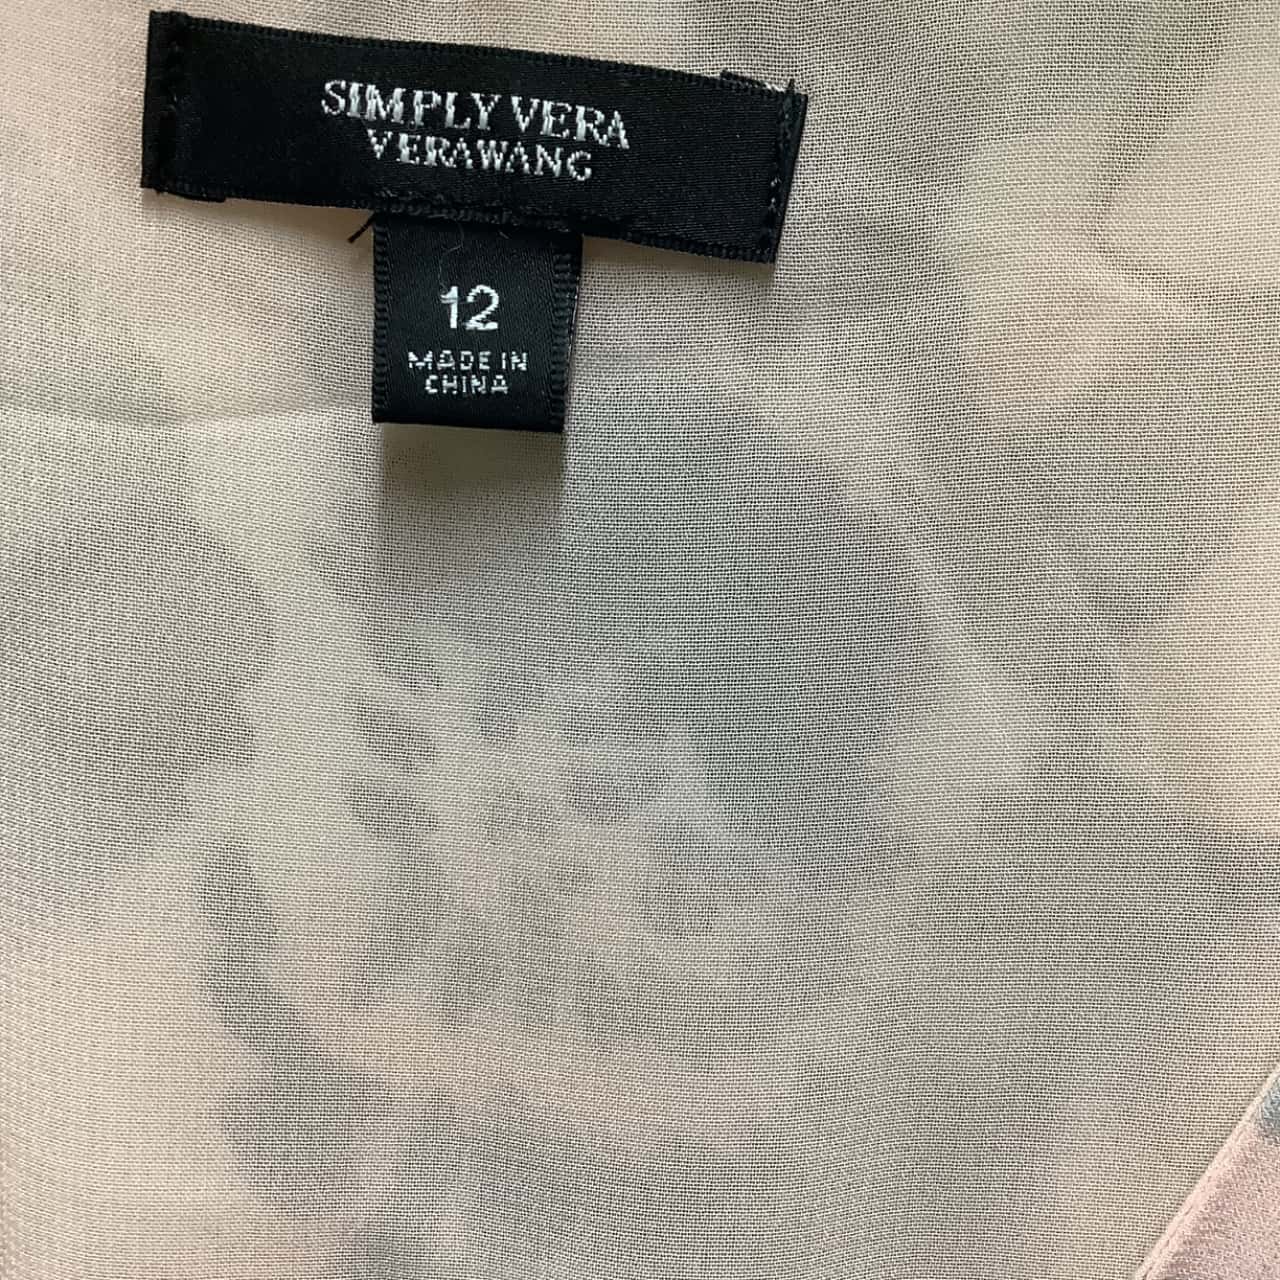 SIMPLY VERA
VERAWANG
12
MADE IN
CHINA